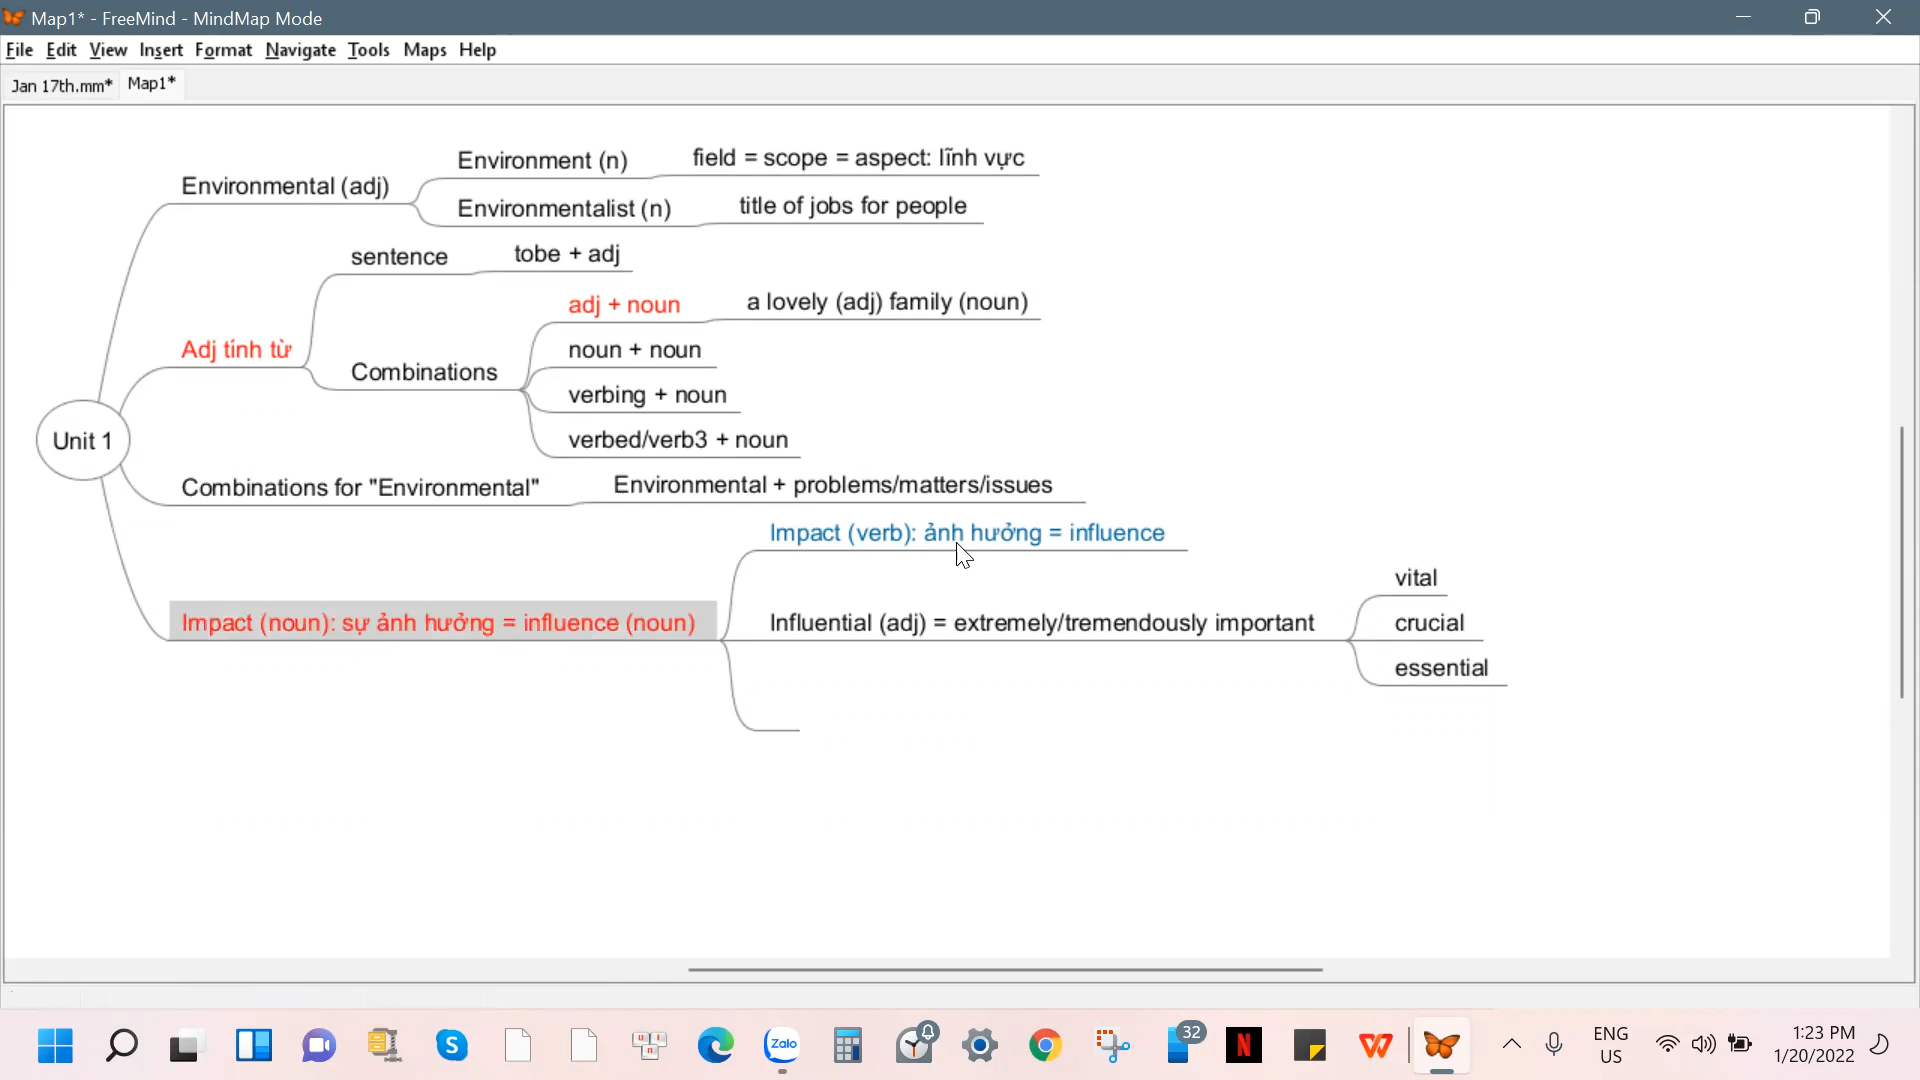 Map1* - FreeMind - MindMap Mode
File Edit View Insert Format Navigate Tools Maps Help
Jan 17th.mm* Map1*
Environmental (adj)
Environment (n)
field = scope = aspect: lĩnh vực
Environmentalist (n)
title of jobs for people
Adj tính từ
sentence
tobe + adj
Combinations
adj + noun
a lovely (adj) family (noun)
noun + noun
verbing + noun
verbed/verb3 + noun
Unit 1
Combinations for "Environmental"
Environmental + problems/matters/issues
Impact (noun): sự ảnh hưởng = influence (noun)
Impact (verb): ảnh hưởng = influence
Influential (adj) = extremely/tremendously important
vital
crucial
essential
Zalo
32
N
ENG
US
1:23 PM
1/20/2022